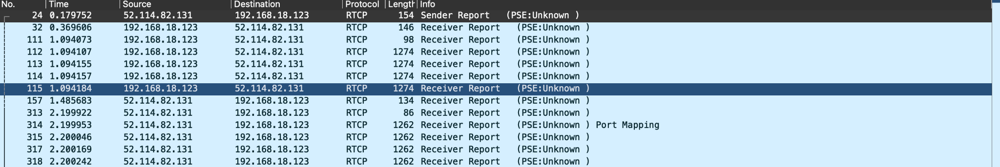 No. Time Source Destination Protocol Length Info
24 0.179752 52.114.82.131 192.168.18.123 RTCP 154 Sender Report (PSE:Unknown )
32 0.369606 192.168.18.123 52.114.82.131 RTCP 146 Receiver Report (PSE:Unknown )
111 1.094073 192.168.18.123 52.114.82.131 RTCP 98 Receiver Report (PSE:Unknown )
112 1.094107 192.168.18.123 52.114.82.131 RTCP 1274 Receiver Report (PSE:Unknown )
113 1.094155 192.168.18.123 52.114.82.131 RTCP 1274 Receiver Report (PSE:Unknown )
114 1.094157 192.168.18.123 52.114.82.131 RTCP 1274 Receiver Report (PSE:Unknown )
115 1.094184 192.168.18.123 52.114.82.131 RTCP 1274 Receiver Report (PSE:Unknown )
157 1.485683 52.114.82.131 192.168.18.123 RTCP 134 Receiver Report (PSE:Unknown )
313 2.199922 52.114.82.131 192.168.18.123 RTCP 86 Receiver Report (PSE:Unknown )
314 2.199953 52.114.82.131 192.168.18.123 RTCP 1262 Receiver Report (PSE:Unknown ) Port Mapping
315 2.200046 52.114.82.131 192.168.18.123 RTCP 1262 Receiver Report (PSE:Unknown )
317 2.200169 52.114.82.131 192.168.18.123 RTCP 1262 Receiver Report (PSE:Unknown )
318 2.200242 52.114.82.131 192.168.18.123 RTCP 1262 Receiver Report (PSE:Unknown )